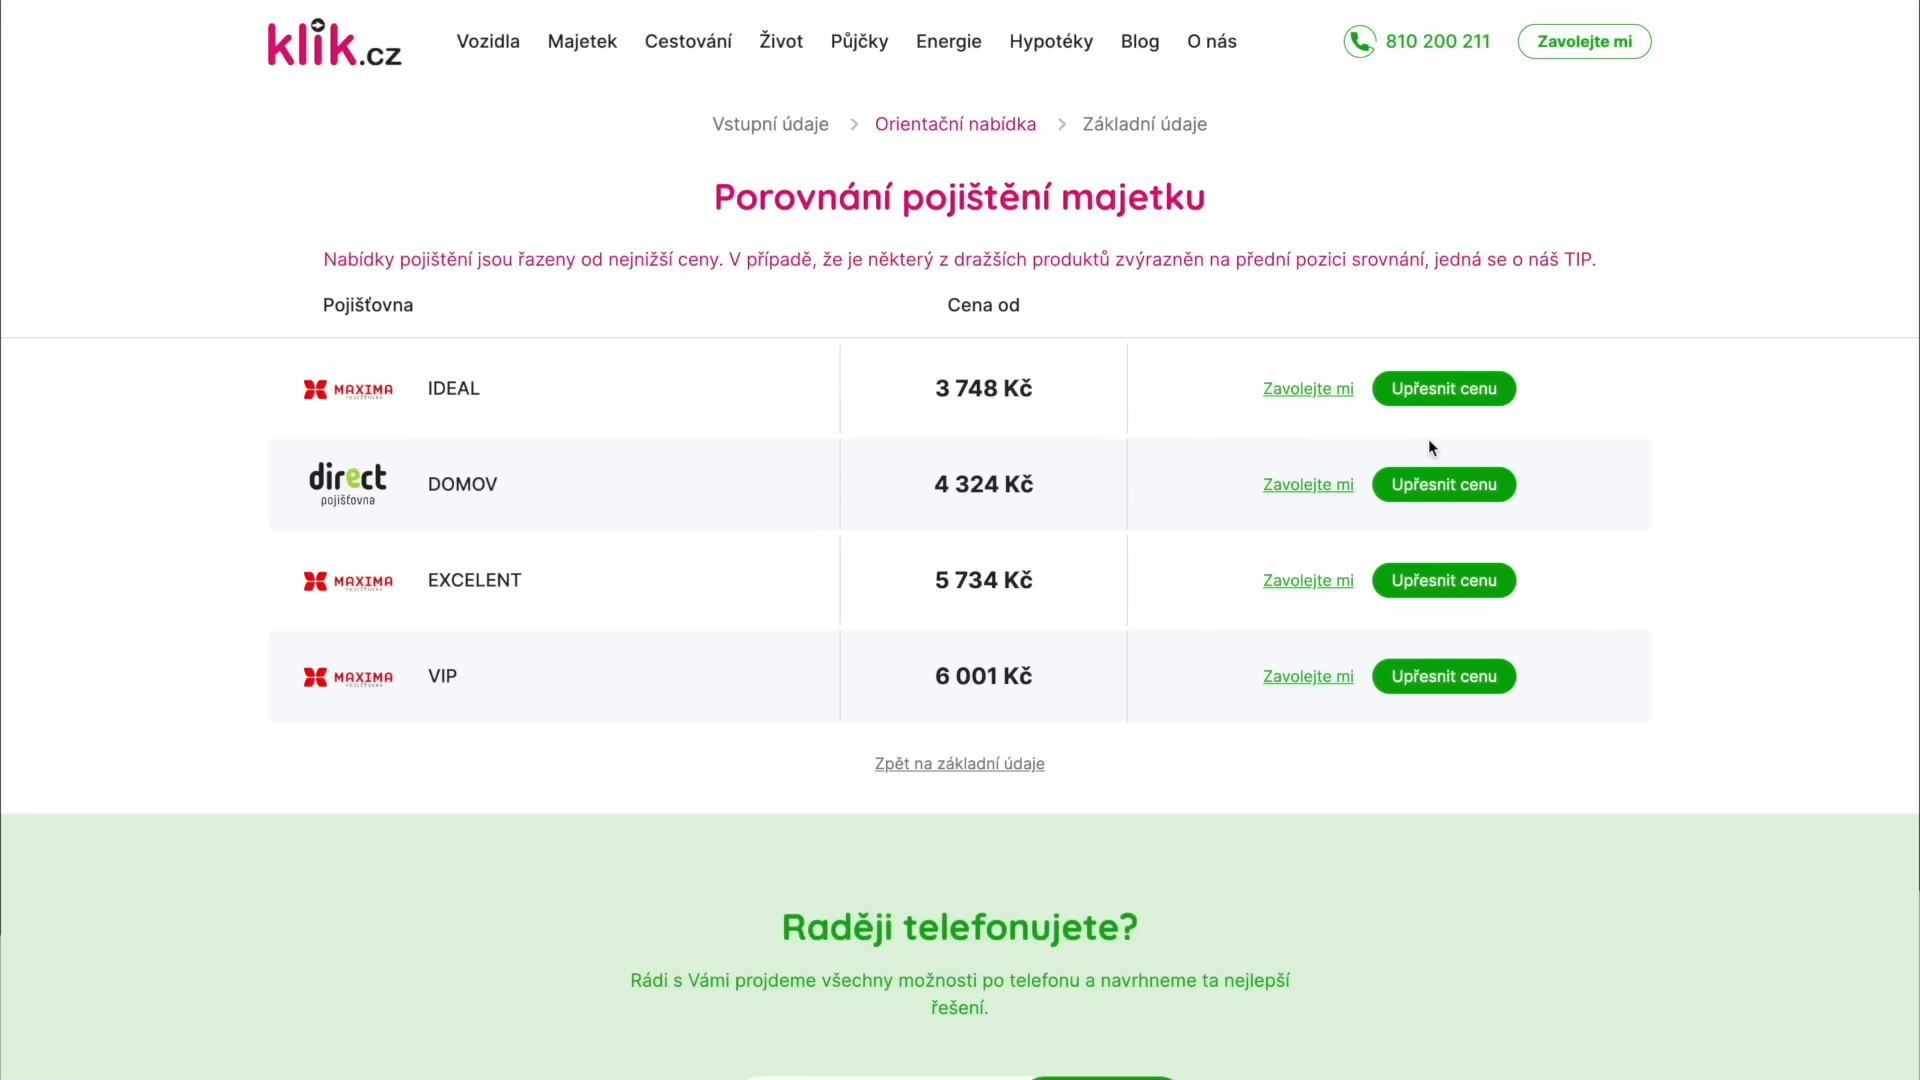 klik.cz
Vozidla Majetek Cestování Život Půjčky Energie Hypotéky Blog O nás
810 200 211
Zavolejte mi
Vstupní údaje > Orientační nabídka > Základní údaje
Porovnání pojištění majetku
Nabídky pojištění jsou řazeny od nejnižší ceny. V případě, že je některý z dražších produktů zvýrazněn na přední pozici srovnání, jedná se o náš TIP.
Pojišťovna Cena od
MAXIMA POJIŠŤOVNA IDEAL 3 748 Kč Zavolejte mi Upřesnit cenu
direct pojišťovna DOMOV 4 324 Kč Zavolejte mi Upřesnit cenu
MAXIMA POJIŠŤOVNA EXCELENT 5 734 Kč Zavolejte mi Upřesnit cenu
MAXIMA POJIŠŤOVNA VIP 6 001 Kč Zavolejte mi Upřesnit cenu
Zpět na základní údaje
Raději telefonujete?
Rádi s Vámi projdeme všechny možnosti po telefonu a navrhneme ta nejlepší
řešení.